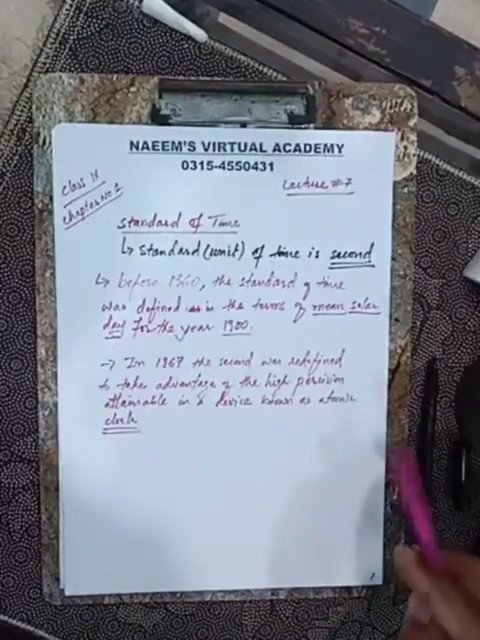 NAEEM'S VIRTUAL ACADEMY
0315-4550431
Class IX
Chapter No 1
Lecture # 7
Standard of Time
↳ Standard (unit) of time is second
↳ before 1960, the standard of time
was defined in the terms of mean solar
day for the year 1900.
→ In 1967 the second was redefined
to take advantage of the high percision
attainable in a device known as atomic
clock